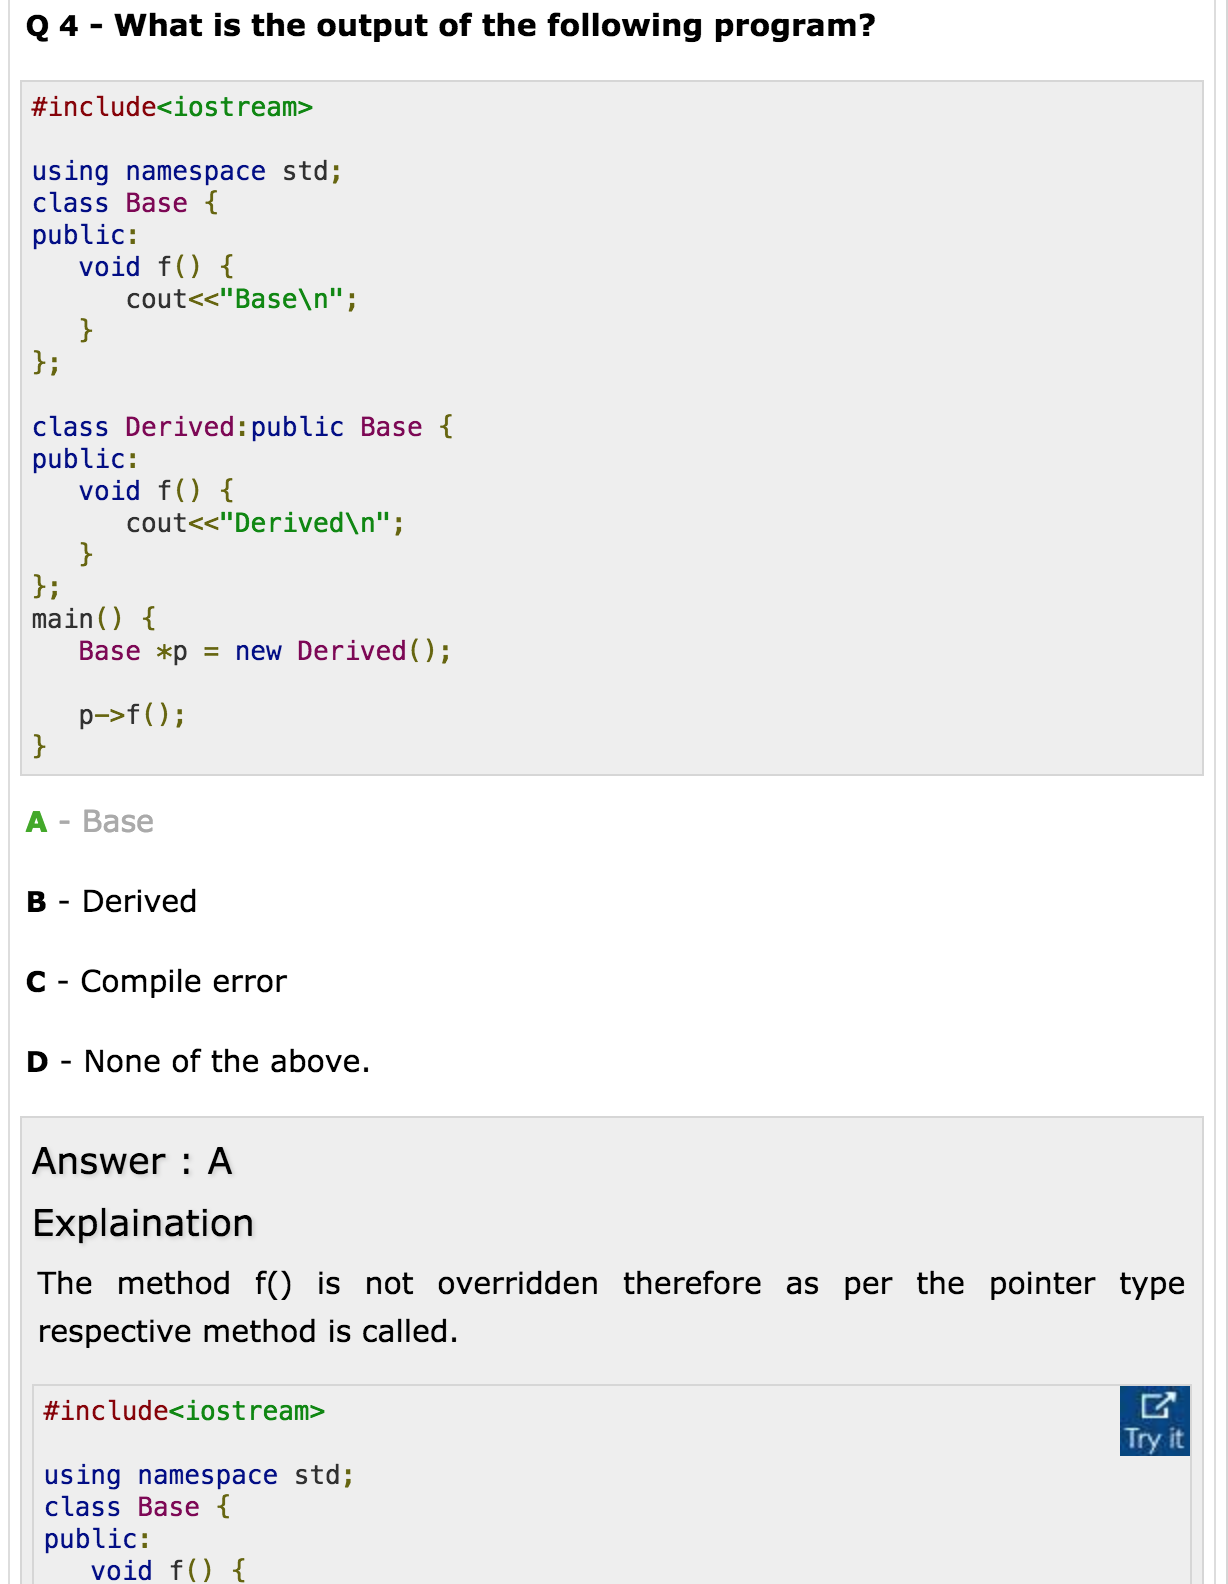 Q 4 - What is the output of the following program?
#include<iostream>
using namespace std;
class Base {
public:
   void f() {
      cout<<"Base\n";
   }
};
class Derived:public Base {
public:
   void f() {
      cout<<"Derived\n";
   }
};
main() {
   Base *p = new Derived();
   p->f();
}
A - Base
B - Derived
C - Compile error
D - None of the above.
Answer : A
Explaination
The method f() is not overridden therefore as per the pointer type
respective method is called.
#include<iostream>
Try it
using namespace std;
class Base {
public:
   void f() {